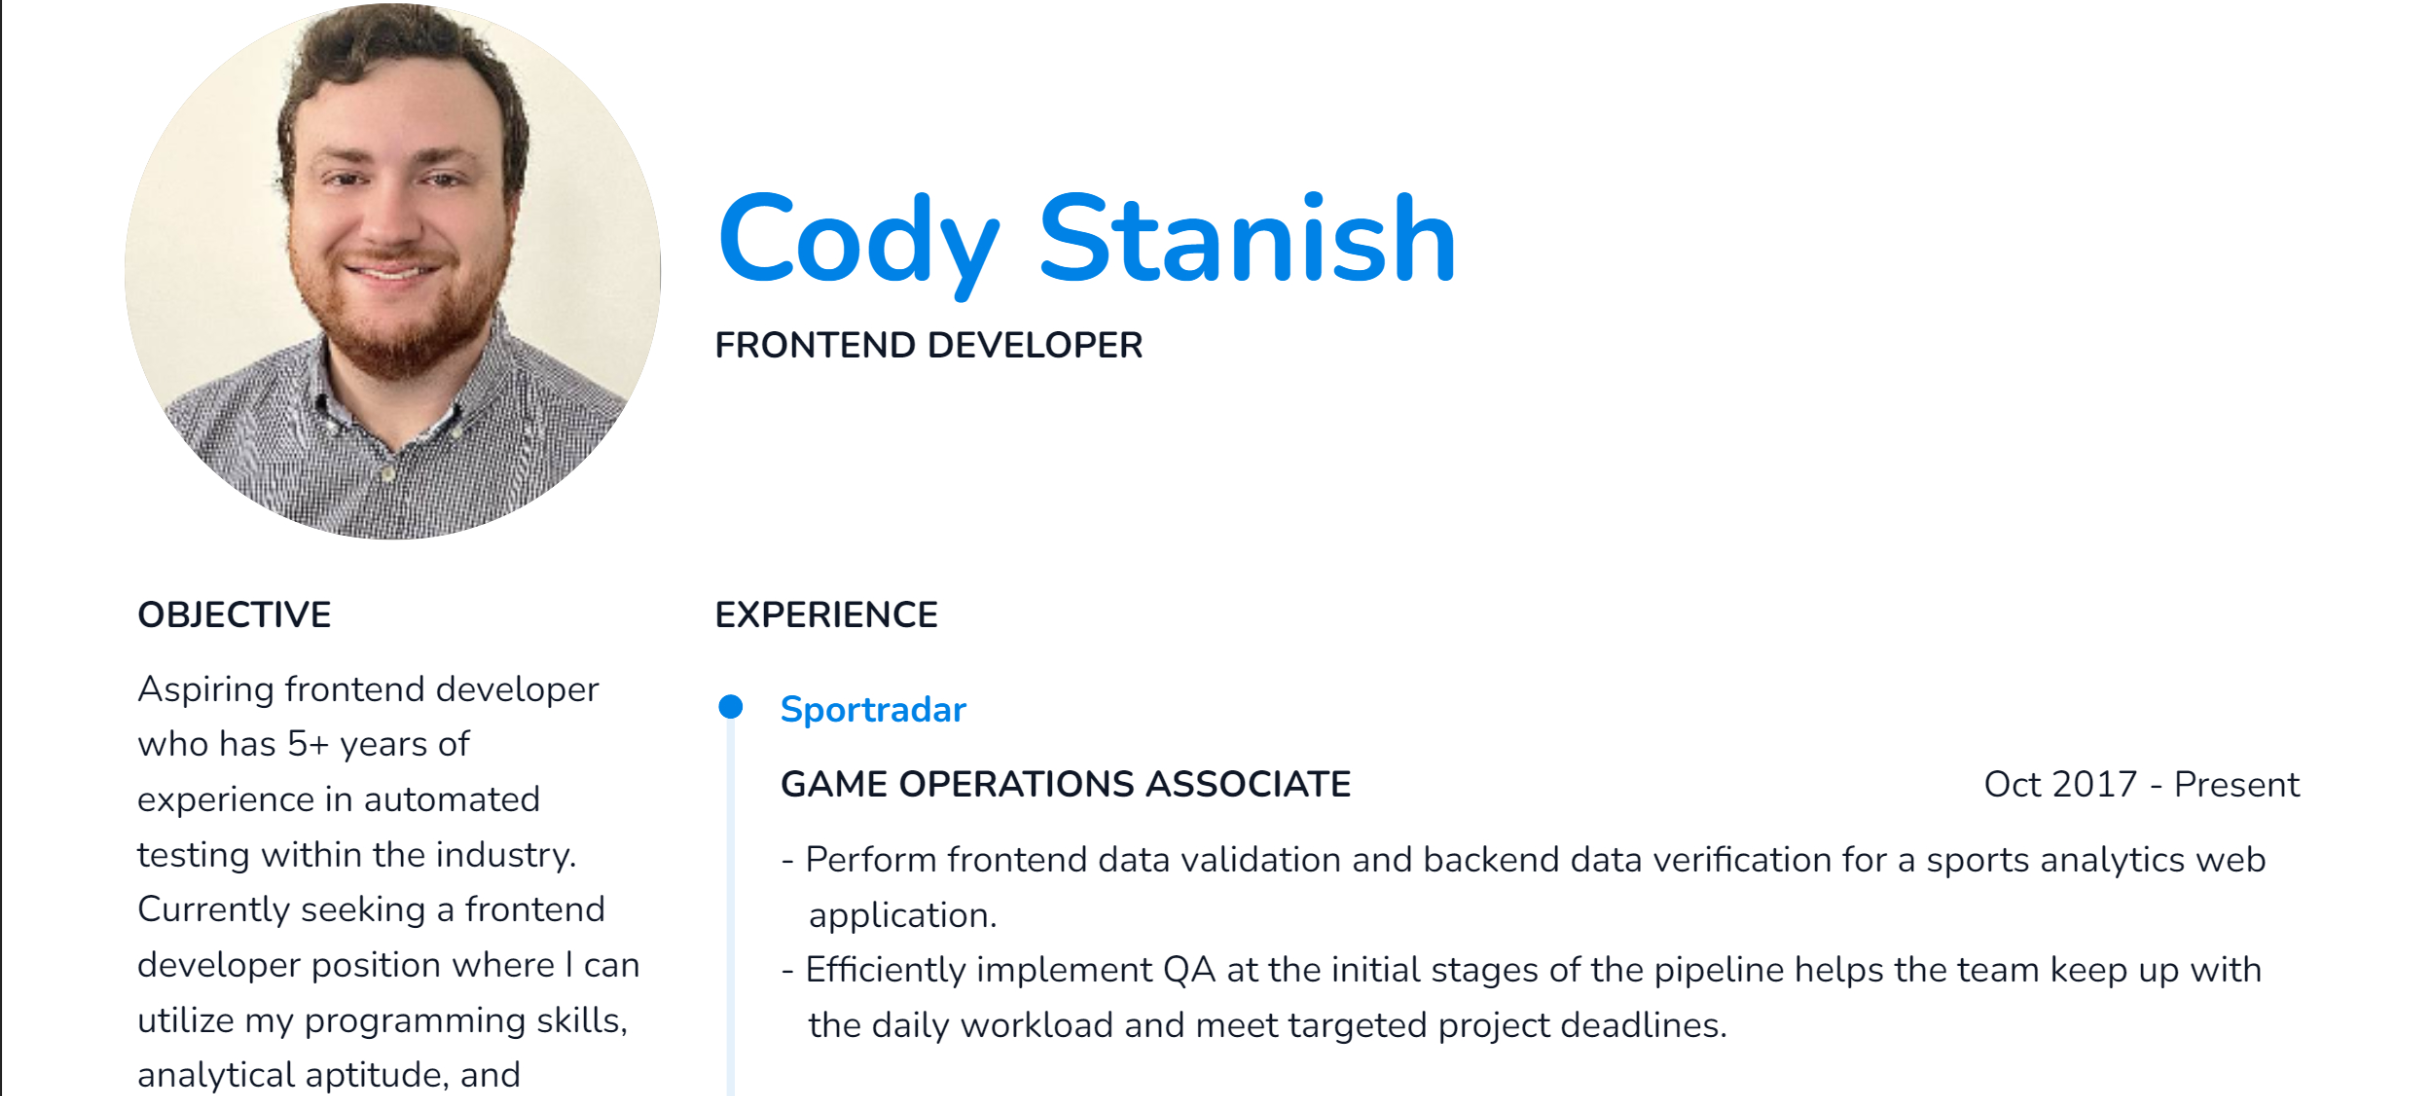 Cody Stanish
FRONTEND DEVELOPER
OBJECTIVE
Aspiring frontend developer
who has 5+ years of
experience in automated
testing within the industry.
Currently seeking a frontend
developer position where I can
utilize my programming skills,
analytical aptitude, and
EXPERIENCE
Sportradar
GAME OPERATIONS ASSOCIATE
Oct 2017 - Present
- Perform frontend data validation and backend data verification for a sports analytics web
application.
- Efficiently implement QA at the initial stages of the pipeline helps the team keep up with
the daily workload and meet targeted project deadlines.